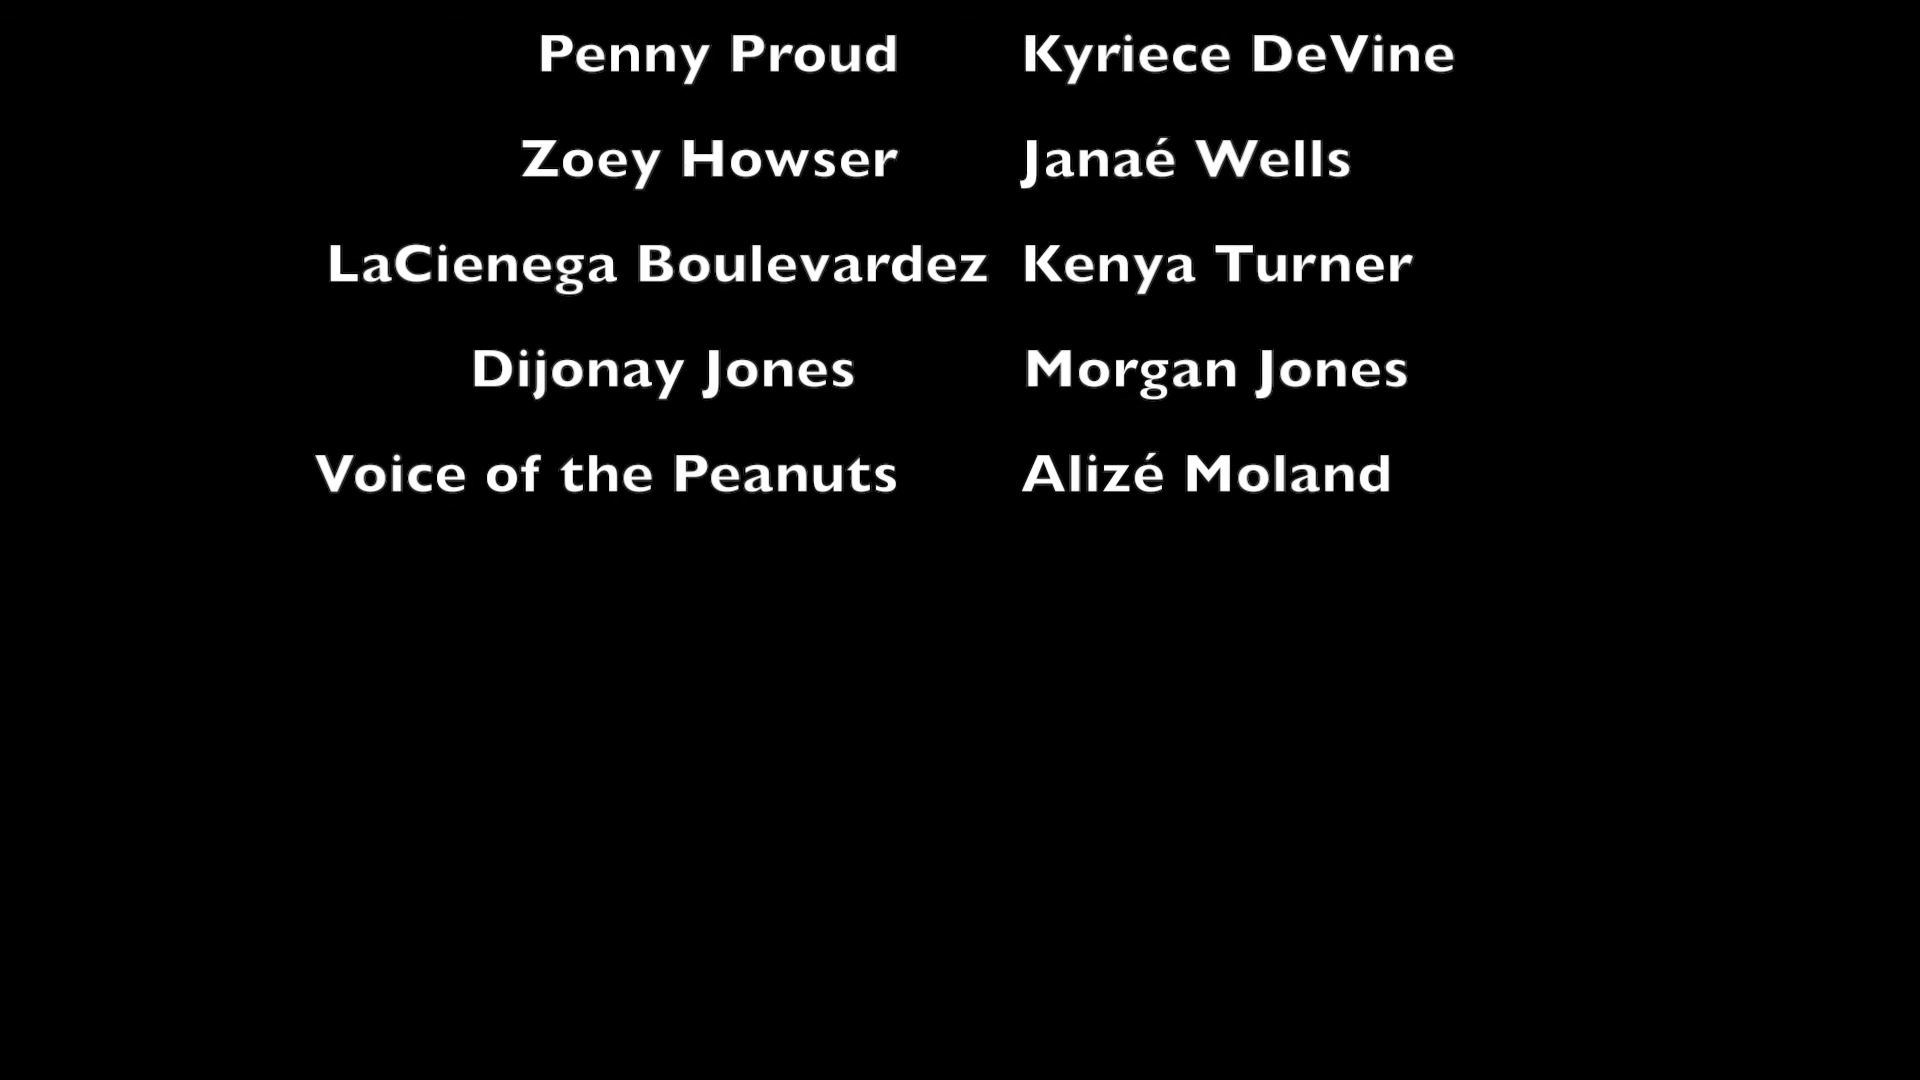 Penny Proud Kyriece DeVine
Zoey Howser Janaé Wells
LaCienega Boulevardez Kenya Turner
Dijonay Jones Morgan Jones
Voice of the Peanuts Alizé Moland